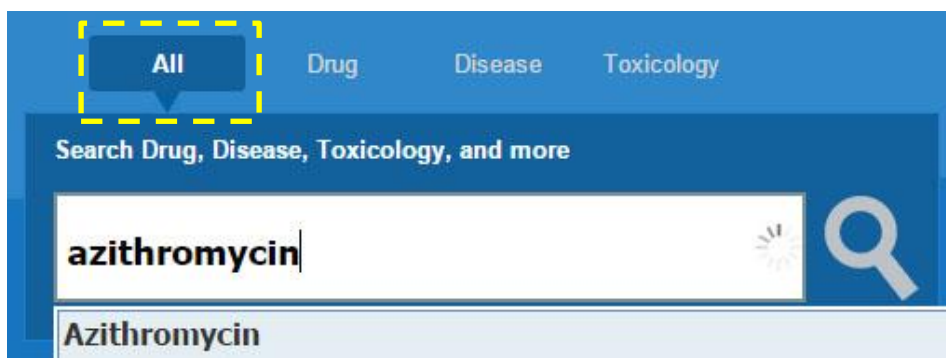 All Drug Disease Toxicology
Search Drug, Disease, Toxicology, and more
azithromycin
Azithromycin